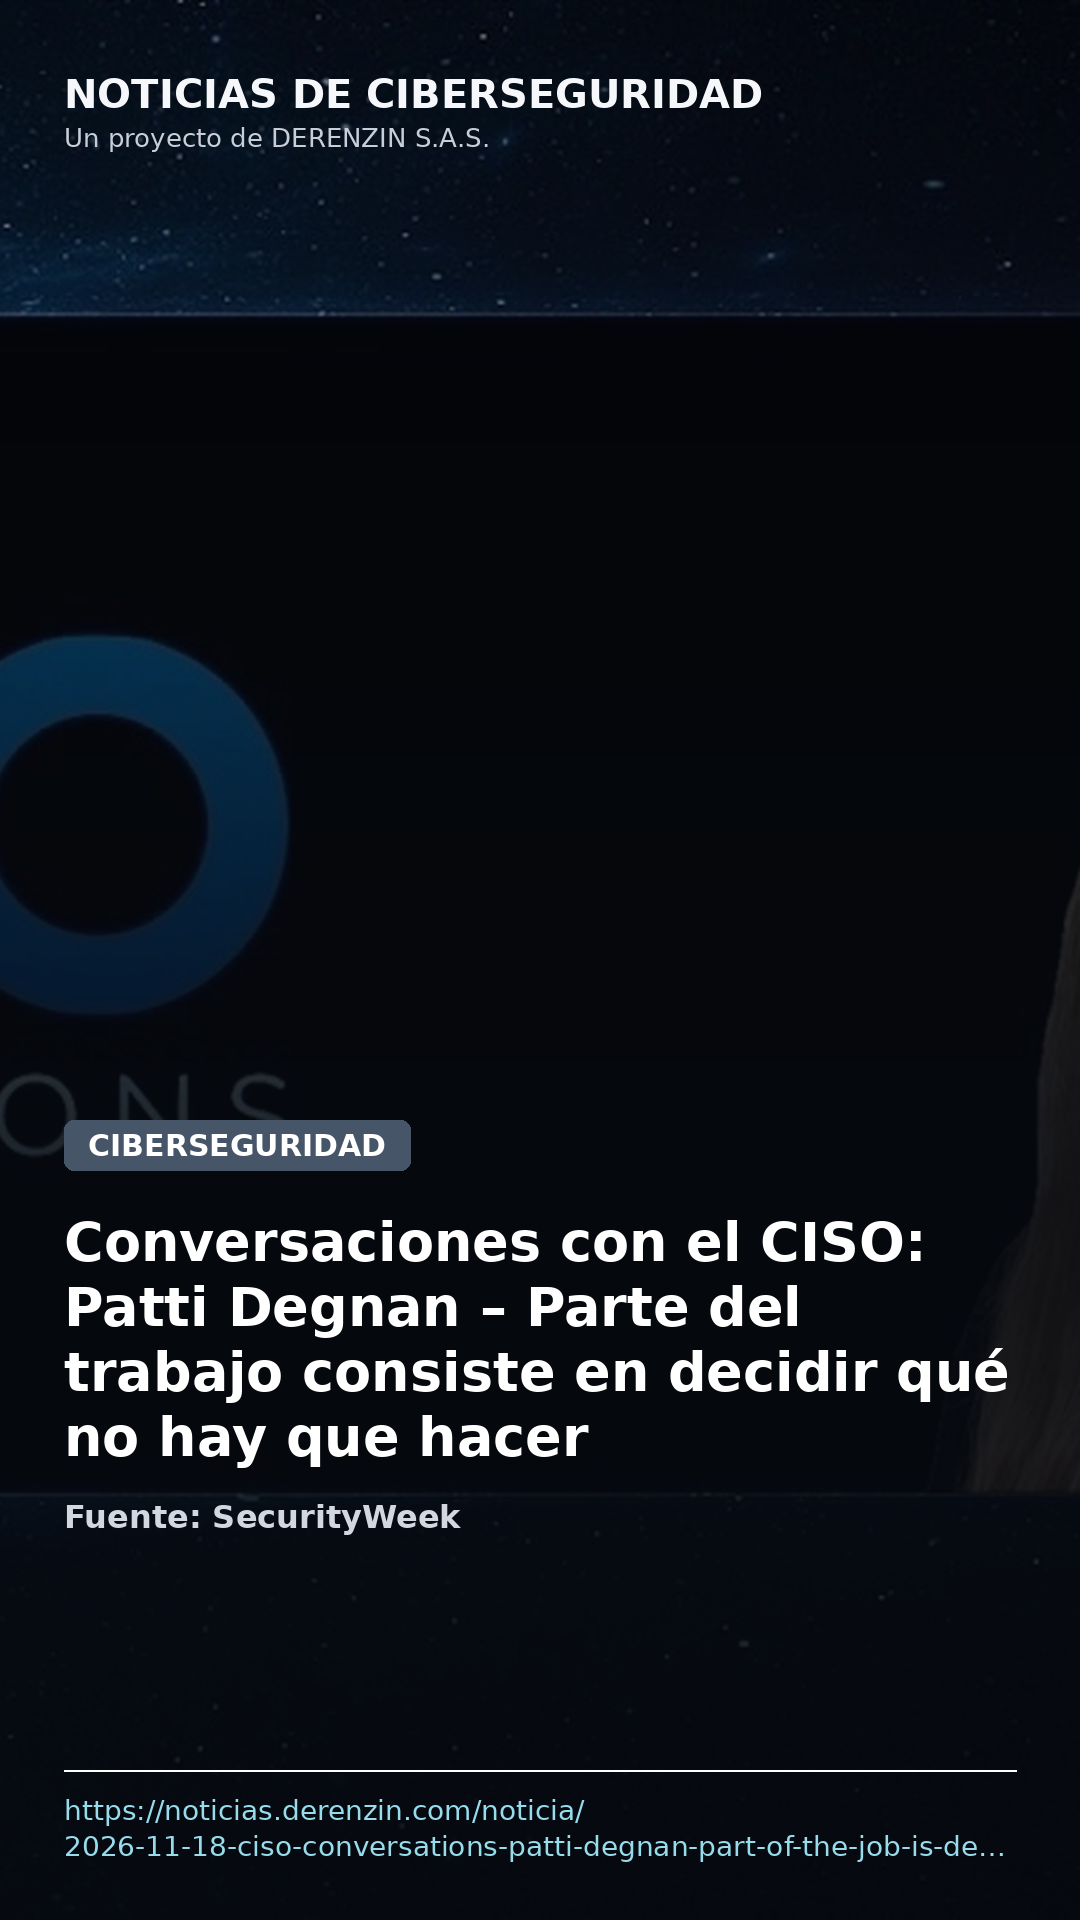 NOTICIAS DE CIBERSEGURIDAD
Un proyecto de DERENZIN S.A.S.
O
ONS
CIBERSEGURIDAD
Conversaciones con el CISO:
Patti Degnan – Parte del
trabajo consiste en decidir qué
no hay que hacer
Fuente: SecurityWeek
https://noticias.derenzin.com/noticia/
2026-11-18-ciso-conversations-patti-degnan-part-of-the-job-is-de…